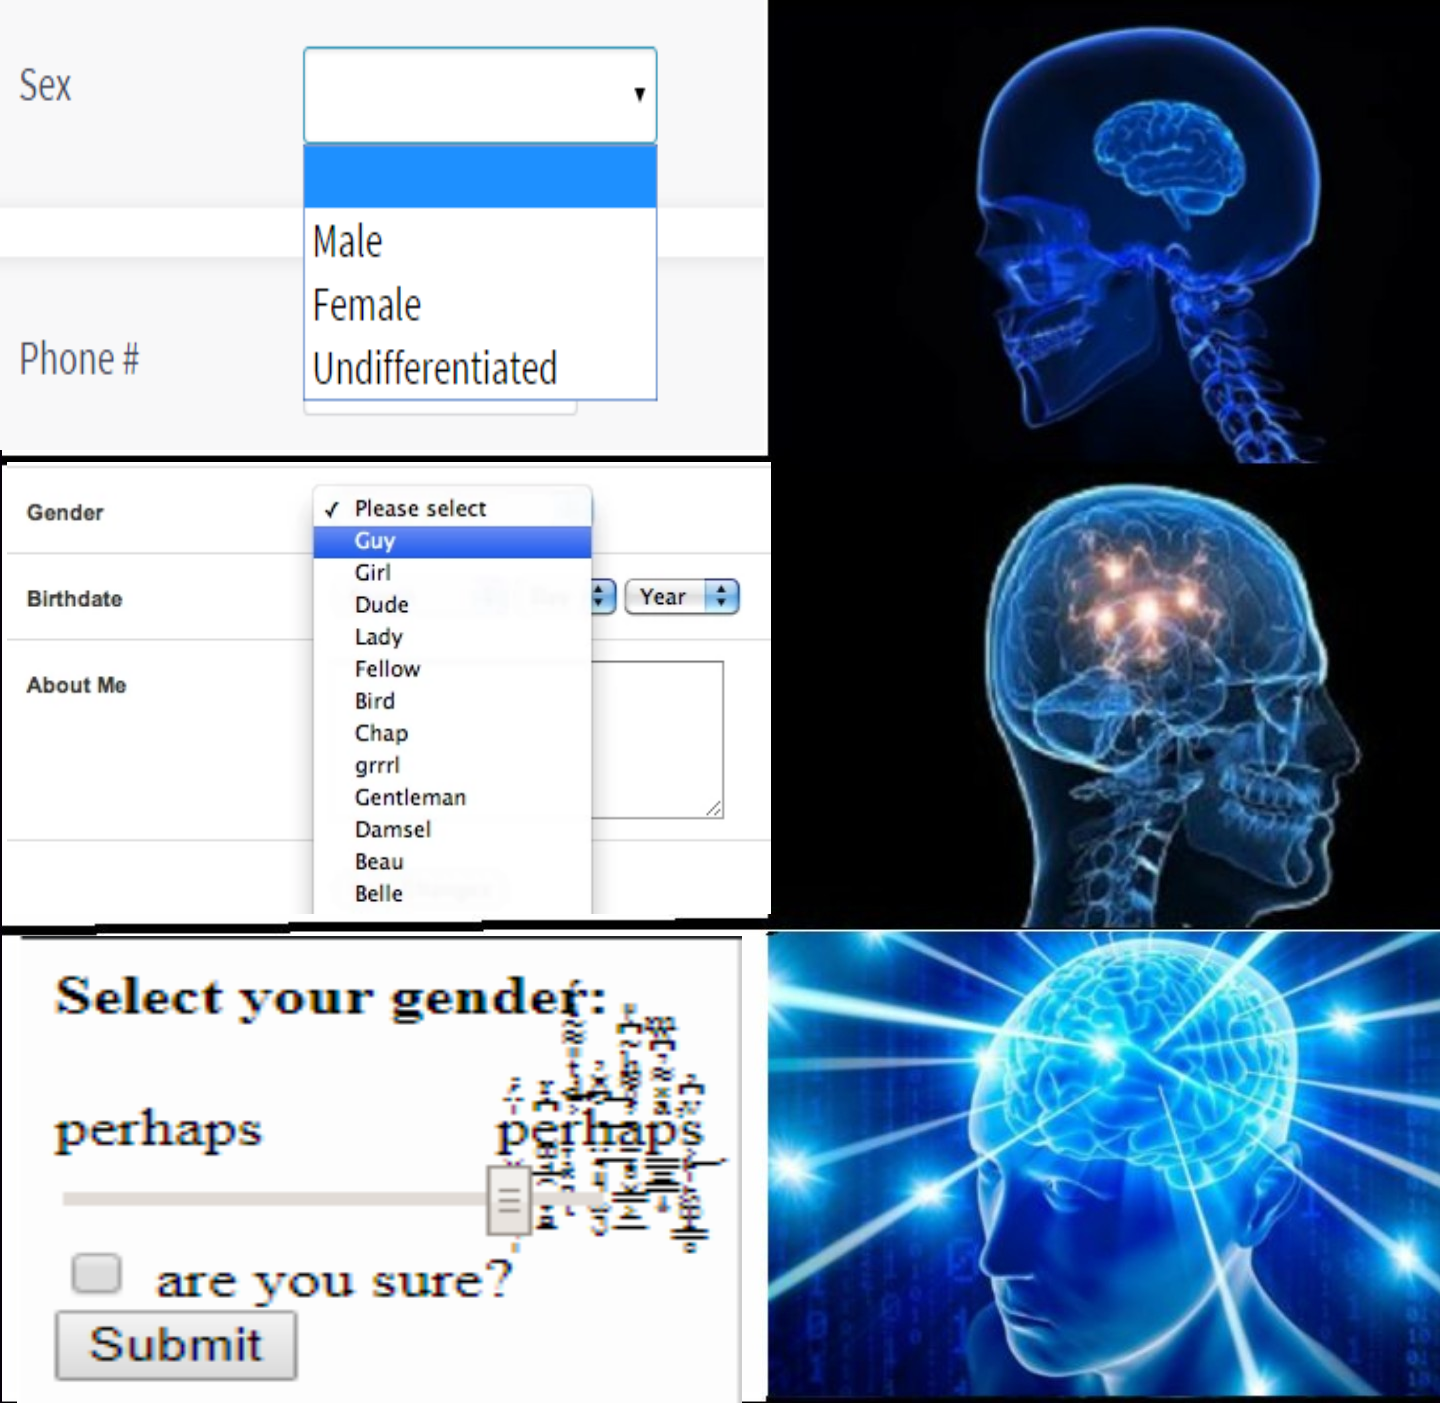 Sex
Male
Female
Undifferentiated
Phone #
Gender
✓ Please select
Guy
Girl
Dude
Lady
Fellow
Bird
Chap
grrrl
Gentleman
Damsel
Beau
Belle
Birthdate
Year
About Me
Select your gender:
perhaps perhaps
are you sure?
Submit